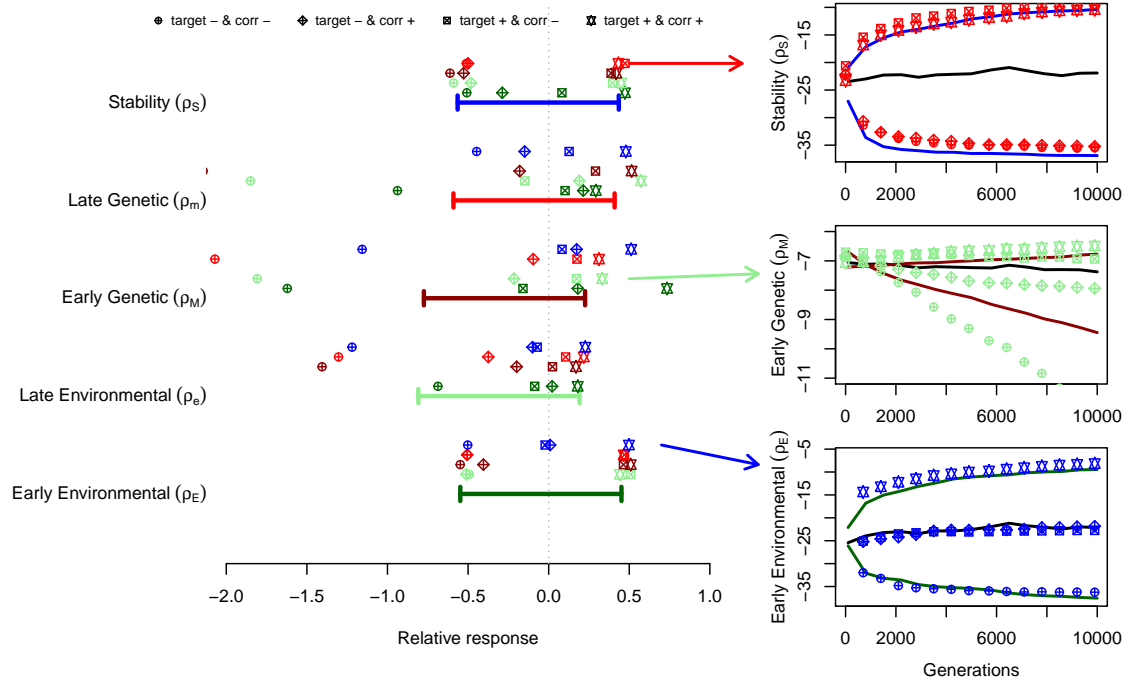 target − & corr − target − & corr + target + & corr − target + & corr +
Stability (ρS)
Late Genetic (ρm)
Early Genetic (ρM)
Late Environmental (ρe)
Early Environmental (ρE)
−2.0 −1.5 −1.0 −0.5 0.0 0.5 1.0
Relative response
Stability (ρS)
−15
−25
−35
0 2000 6000 10000
Early Genetic (ρM)
−7
−9
−11
0 2000 6000 10000
Early Environmental (ρE)
−5
−15
−25
−35
0 2000 6000 10000
Generations